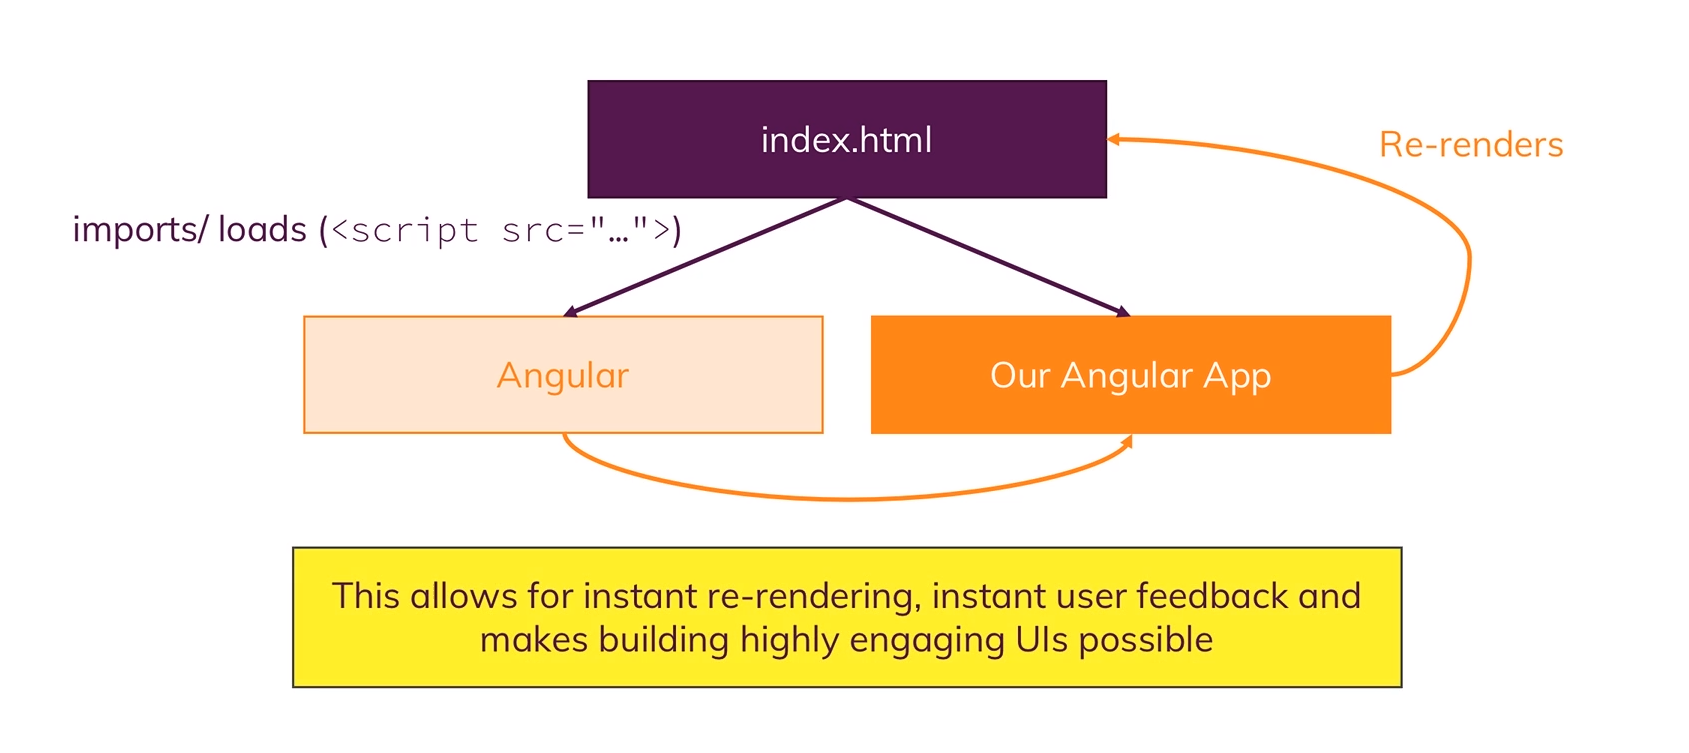 index.html
Re-renders
imports/ loads (<script src="...">)
Angular
Our Angular App
This allows for instant re-rendering, instant user feedback and
makes building highly engaging UIs possible